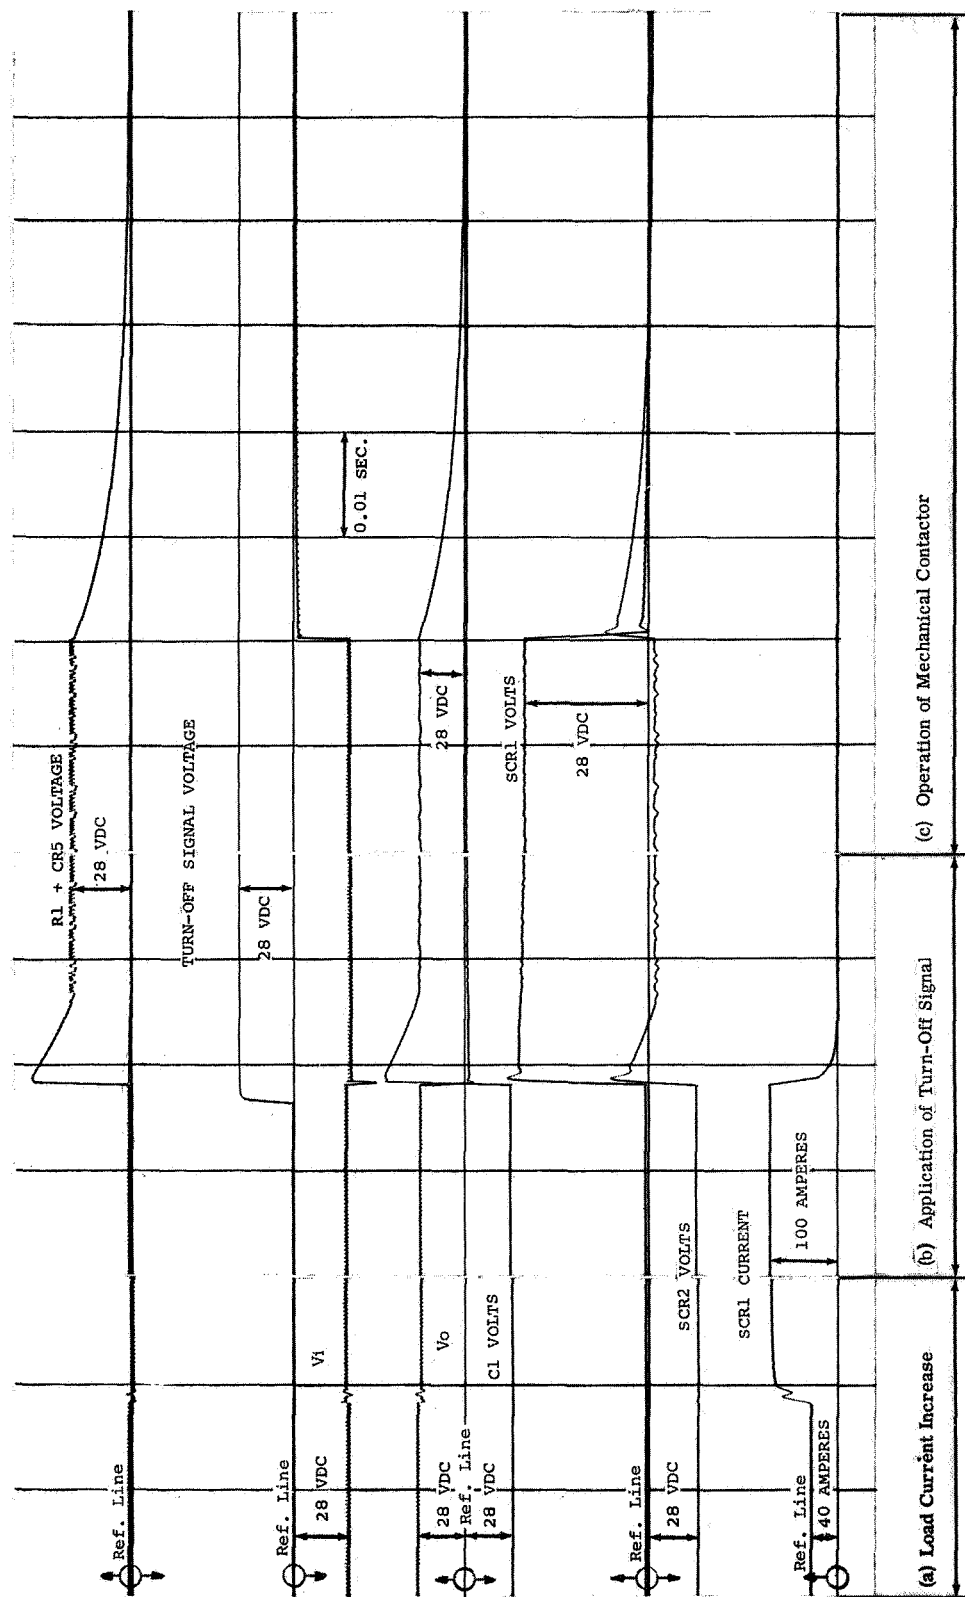 R1 + CR5 VOLTAGE
28 VDC
Ref. Line
TURN-OFF SIGNAL VOLTAGE
28 VDC
Ref. Line
Vi
28 VDC
0.01 SEC.
28 VDC
Vo
28 VDC
Ref. Line
C1 VOLTS
28 VDC
SCR1 VOLTS
28 VDC
Ref. Line
SCR2 VOLTS
28 VDC
SCR1 CURRENT
100 AMPERES
Ref. Line
40 AMPERES
(a) Load Current Increase
(b) Application of Turn-Off Signal
(c) Operation of Mechanical Contactor